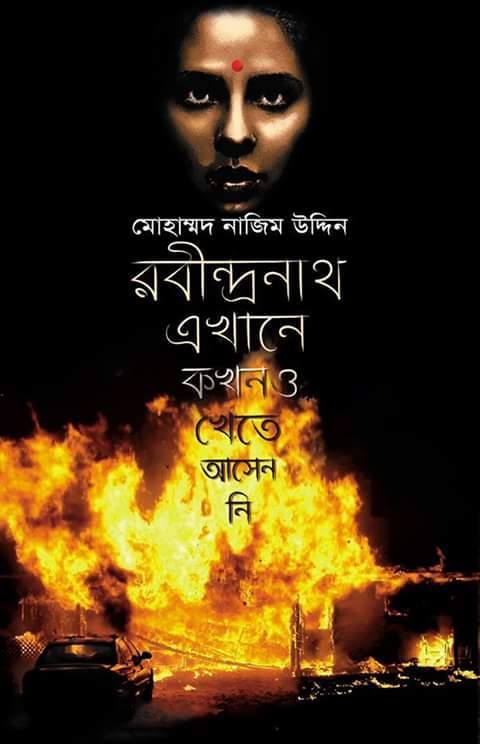 মোহাম্মদ নাজিম উদ্দিন
রবীন্দ্রনাথ
এখানে
কখনও
খেতে
আসেন
নি